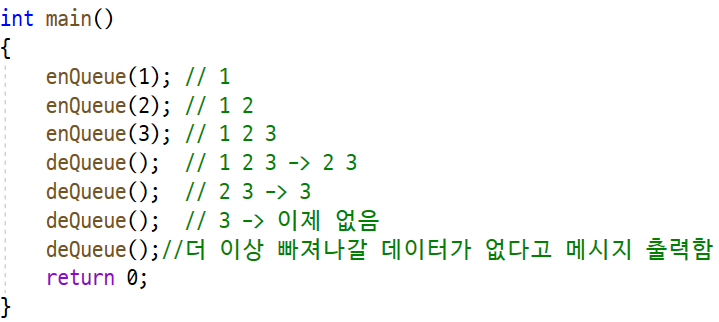 int main()
{
    enQueue(1); // 1
    enQueue(2); // 1 2
    enQueue(3); // 1 2 3
    deQueue();  // 1 2 3 -> 2 3
    deQueue();  // 2 3 -> 3
    deQueue();  // 3 -> 이제 없음
    deQueue();//더 이상 빠져나갈 데이터가 없다고 메시지 출력함
    return 0;
}